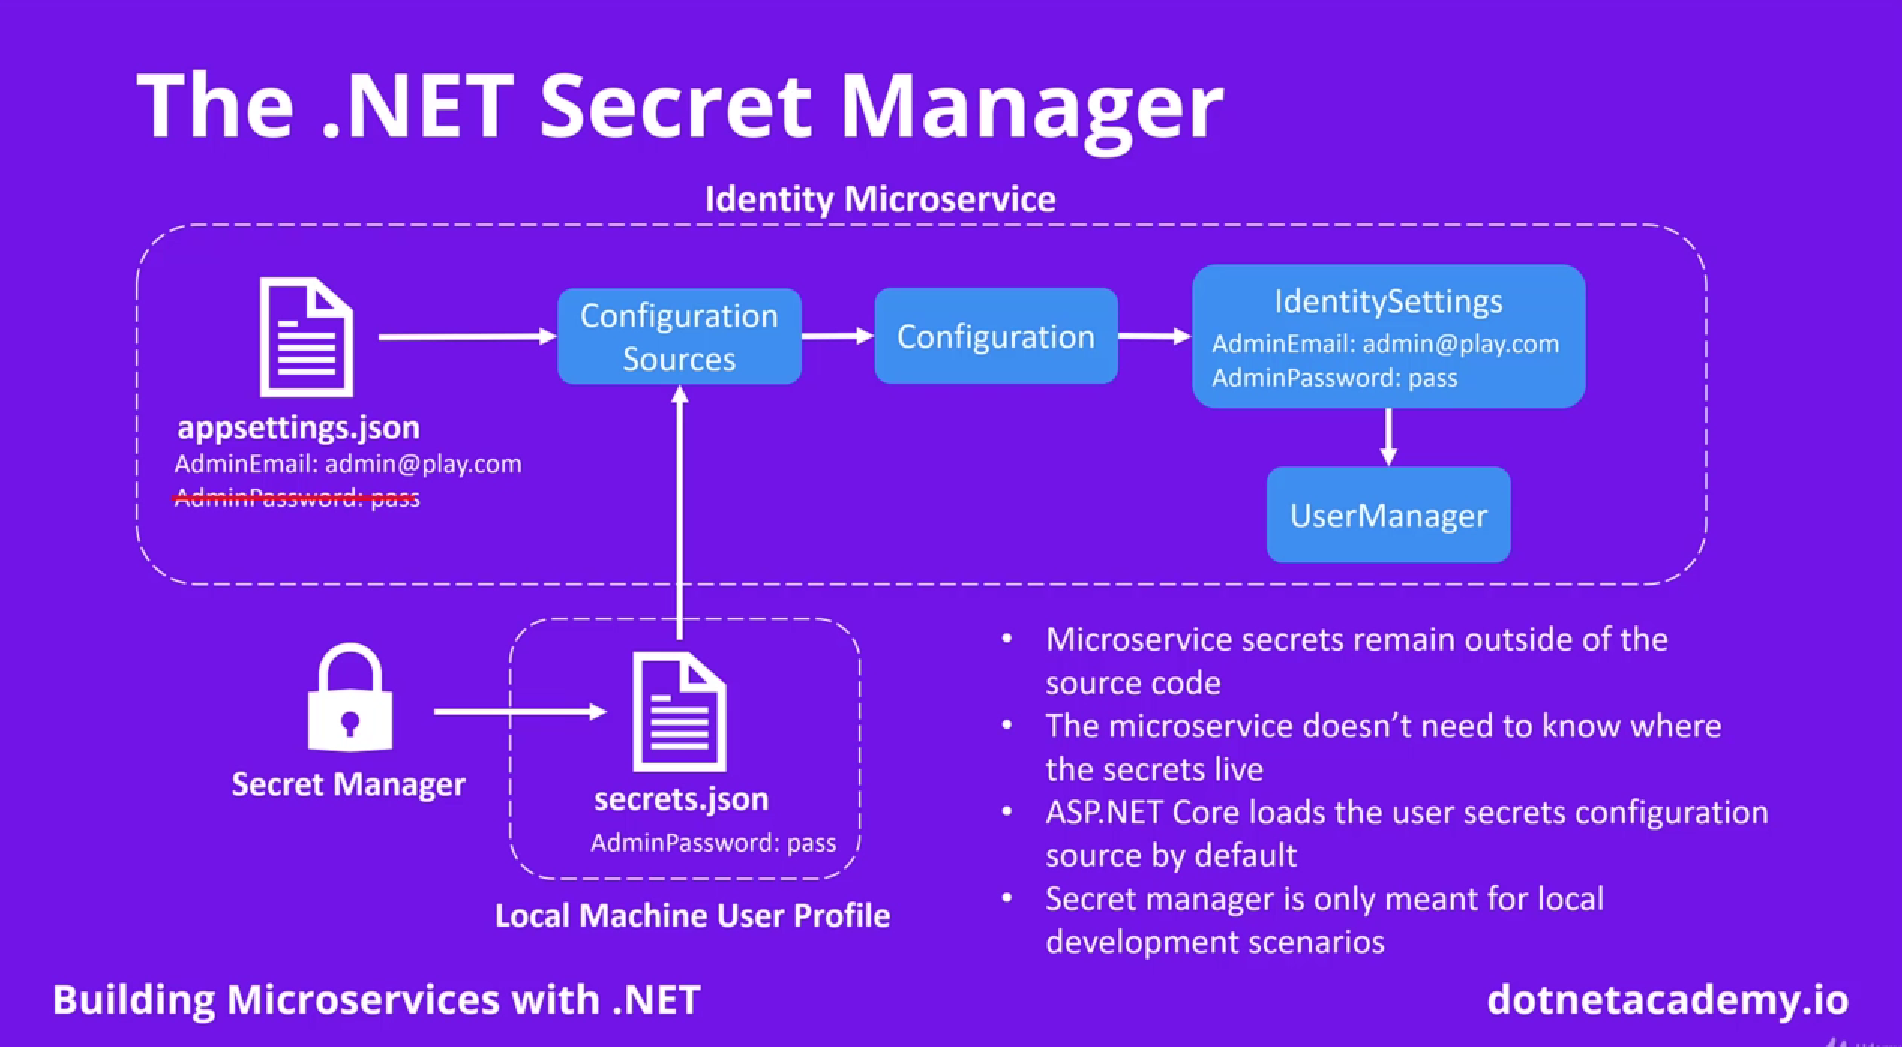 The .NET Secret Manager
Identity Microservice
appsettings.json
AdminEmail: admin@play.com
AdminPassword: pass
Configuration
Sources
Configuration
IdentitySettings
AdminEmail: admin@play.com
AdminPassword: pass
UserManager
Secret Manager
secrets.json
AdminPassword: pass
Local Machine User Profile
• Microservice secrets remain outside of the
source code
• The microservice doesn’t need to know where
the secrets live
• ASP.NET Core loads the user secrets configuration
source by default
• Secret manager is only meant for local
development scenarios
Building Microservices with .NET
dotnetacademy.io